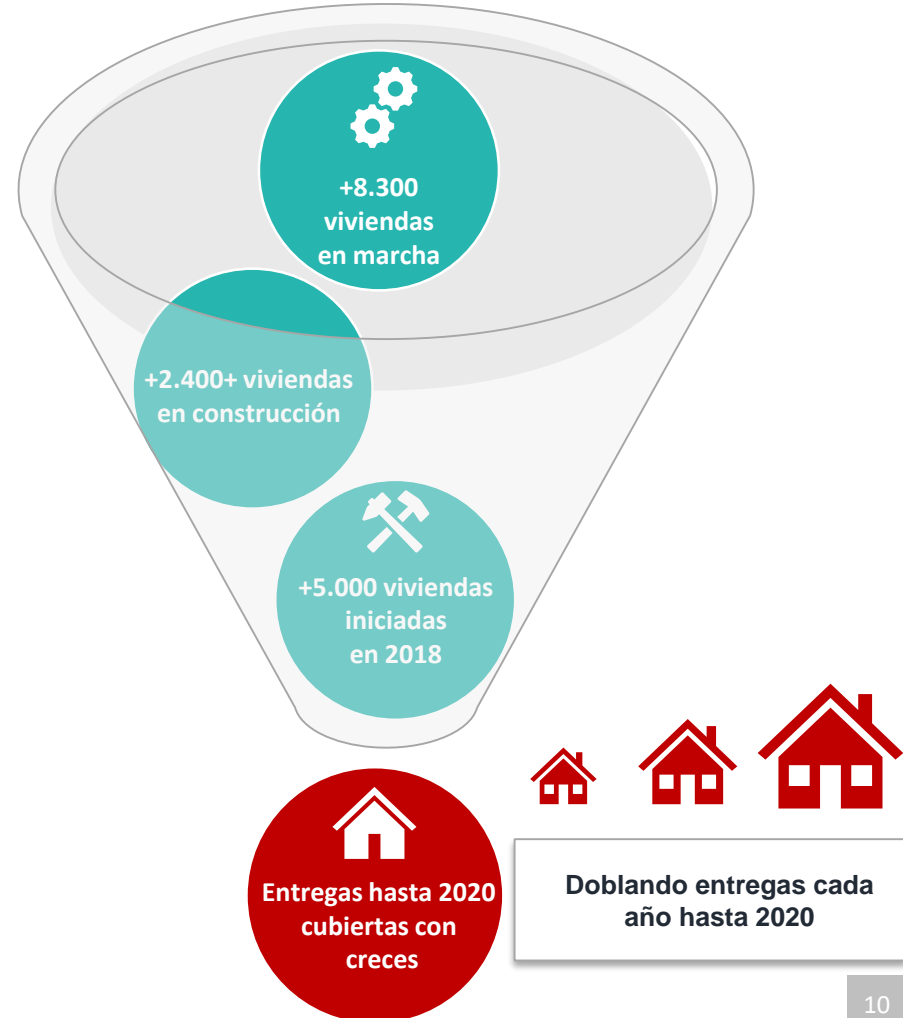 +8.300
viviendas
en marcha
+2.400+ viviendas
en construcción
+5.000 viviendas
iniciadas
en 2018
Entregas hasta 2020
cubiertas con
creces
Doblando entregas cada
año hasta 2020
10